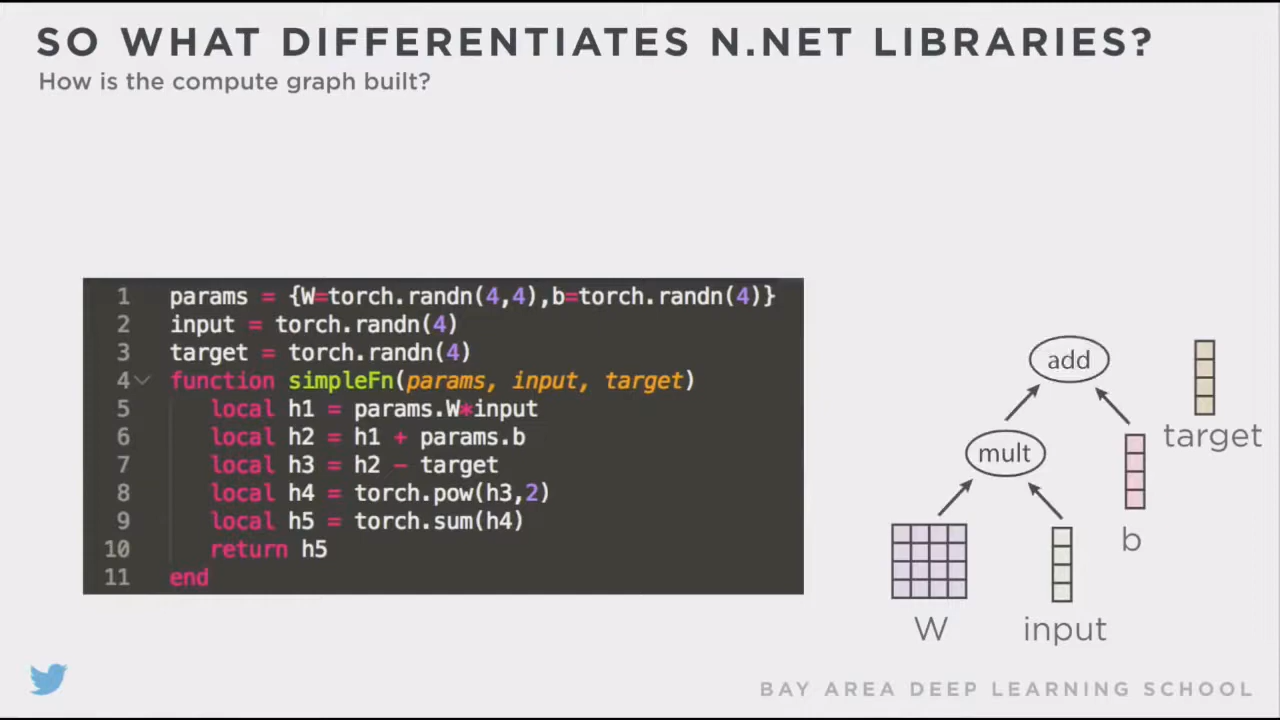 SO WHAT DIFFERENTIATES N.NET LIBRARIES?
How is the compute graph built?
1 params = {W=torch.randn(4,4),b=torch.randn(4)}
2 input = torch.randn(4)
3 target = torch.randn(4)
4 function simpleFn(params, input, target)
5 local h1 = params.W*input
6 local h2 = h1 + params.b
7 local h3 = h2 - target
8 local h4 = torch.pow(h3,2)
9 local h5 = torch.sum(h4)
10 return h5
11 end
add
target
mult
b
W
input
BAY AREA DEEP LEARNING SCHOOL